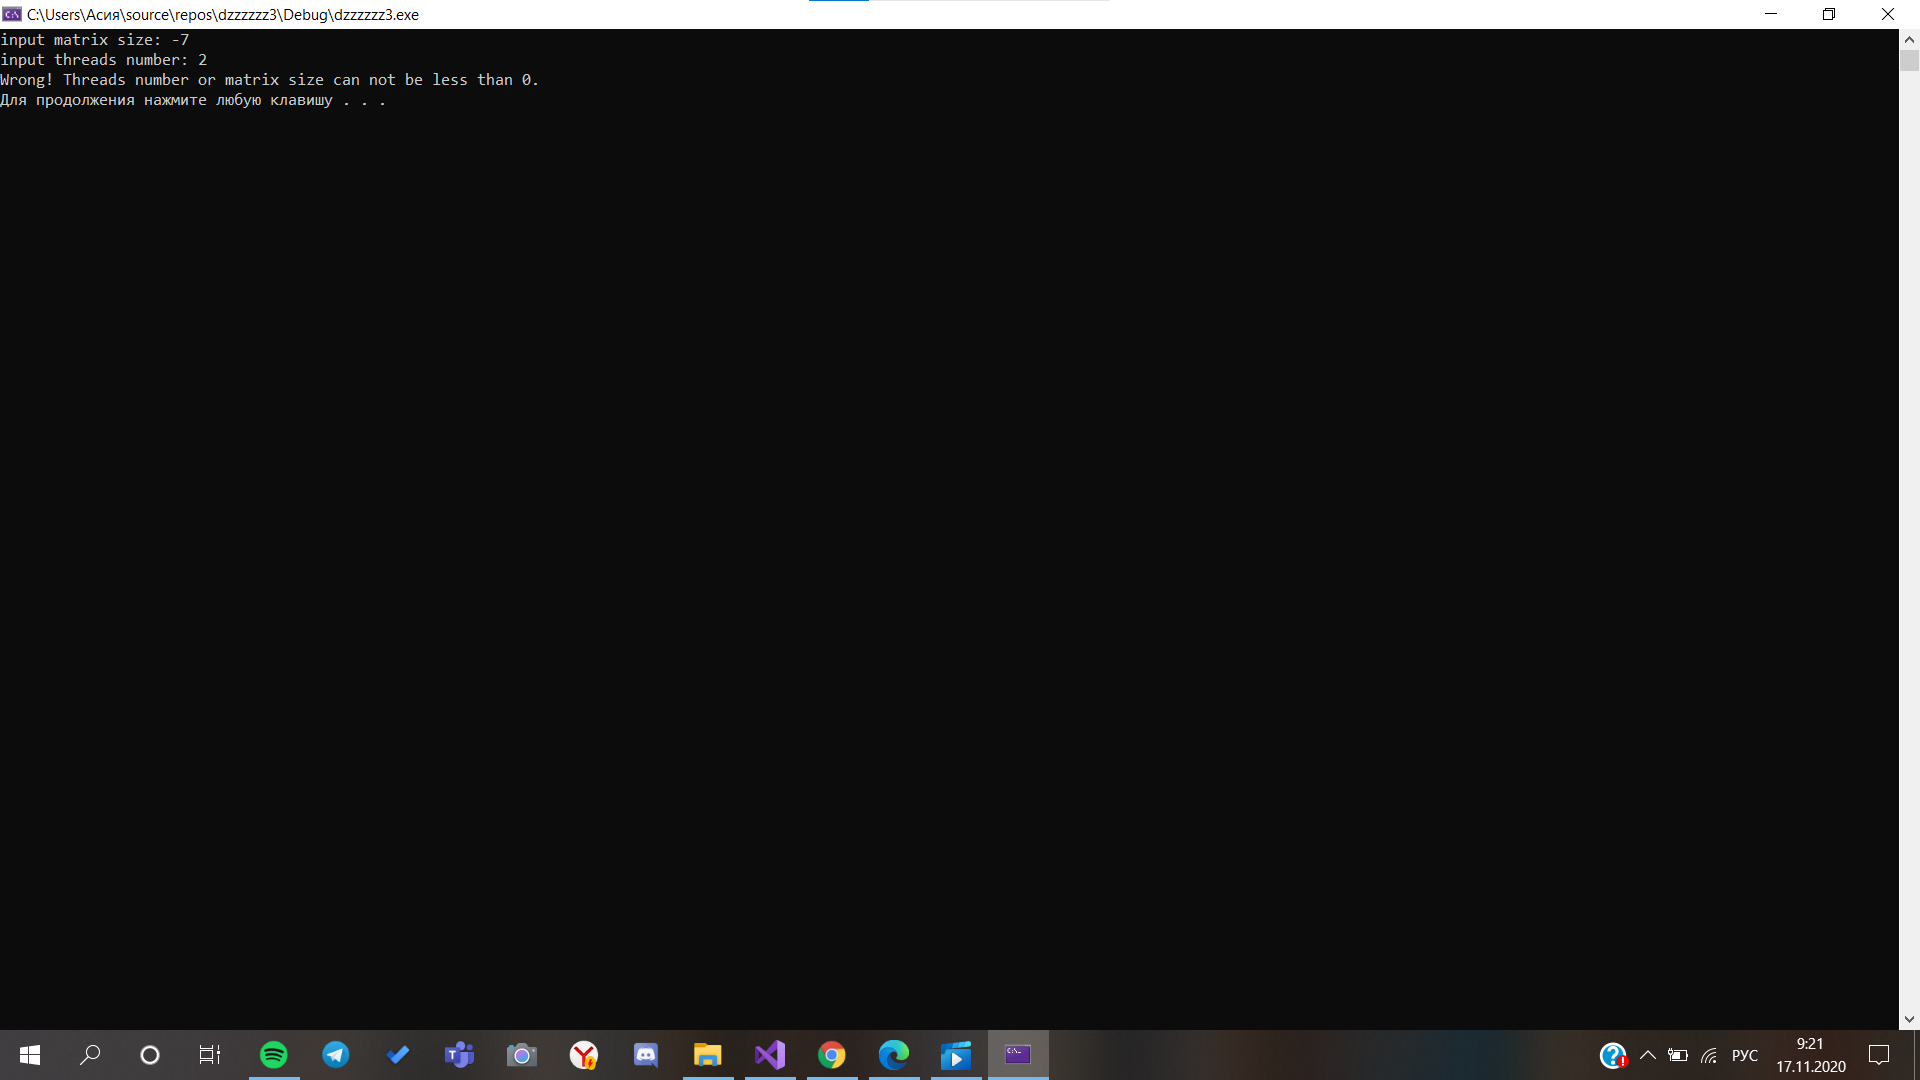 C:\Users\Асия\source\repos\dzzzzzz3\Debug\dzzzzzz3.exe
input matrix size: -7
input threads number: 2
Wrong! Threads number or matrix size can not be less than 0.
Для продолжения нажмите любую клавишу . . .
РУС
9:21
17.11.2020